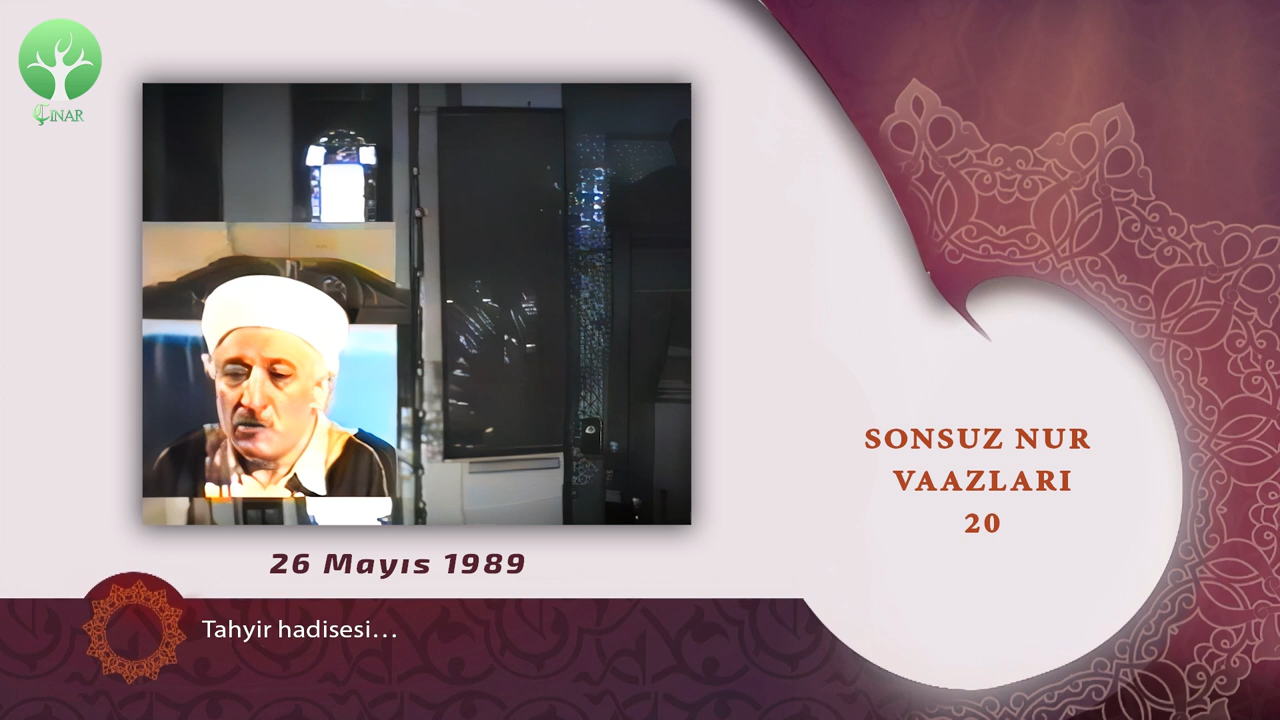 ÇINAR
SONSUZ NUR
VAAZLARI
20
26 Mayıs 1989
Tahyir hadisesi…